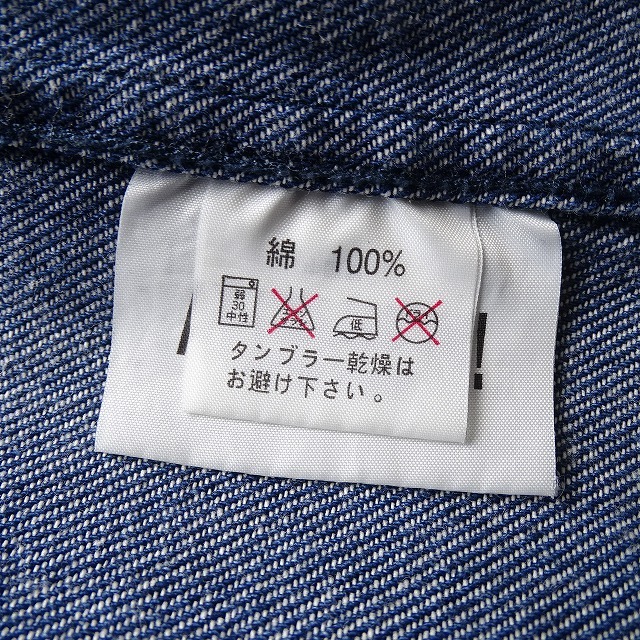 綿 100%
弱 30 中性 低
タンブラー乾燥は
お避け下さい。